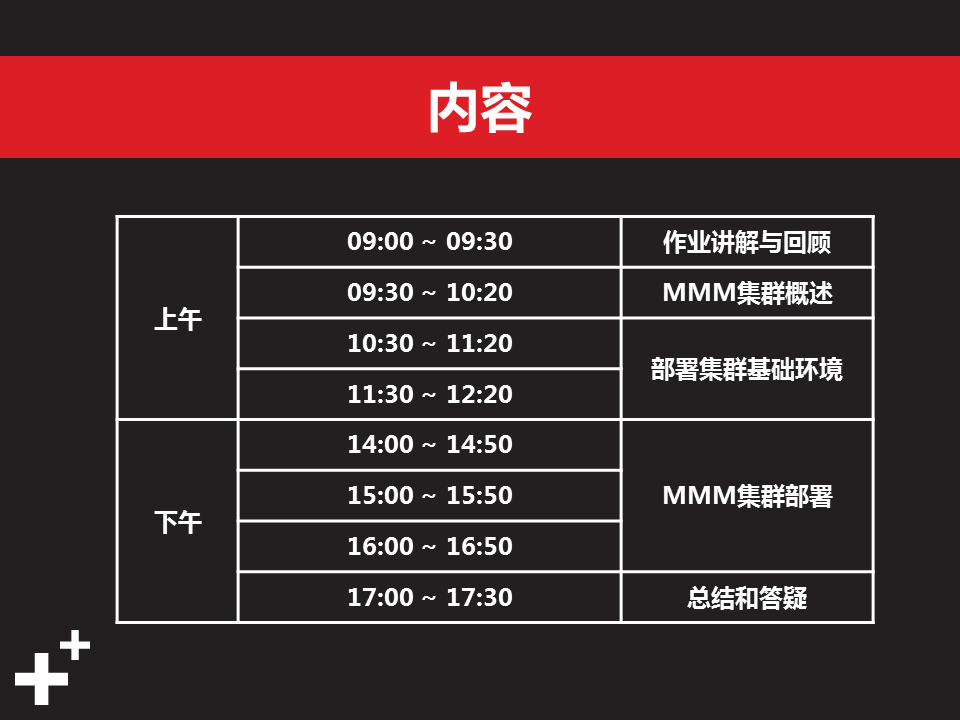 内容
上午
09:00 ~ 09:30
作业讲解与回顾
09:30 ~ 10:20
MMM集群概述
10:30 ~ 11:20
部署集群基础环境
11:30 ~ 12:20
下午
14:00 ~ 14:50
MMM集群部署
15:00 ~ 15:50
16:00 ~ 16:50
17:00 ~ 17:30
总结和答疑